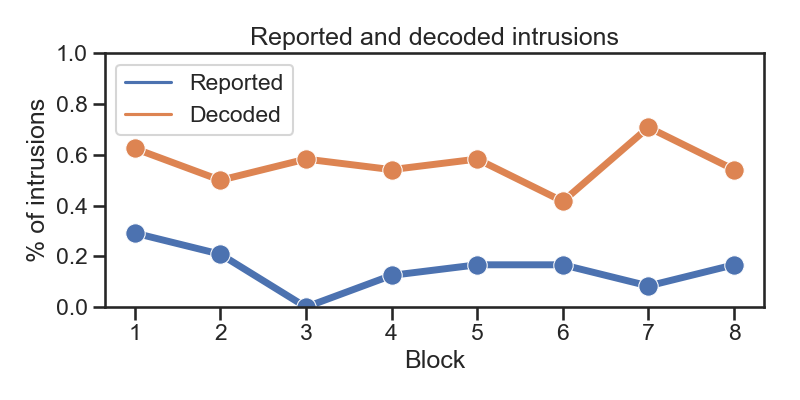 Reported and decoded intrusions
1.0
0.8
0.6
0.4
0.2
0.0
% of intrusions
Reported
Decoded
1 2 3 4 5 6 7 8
Block